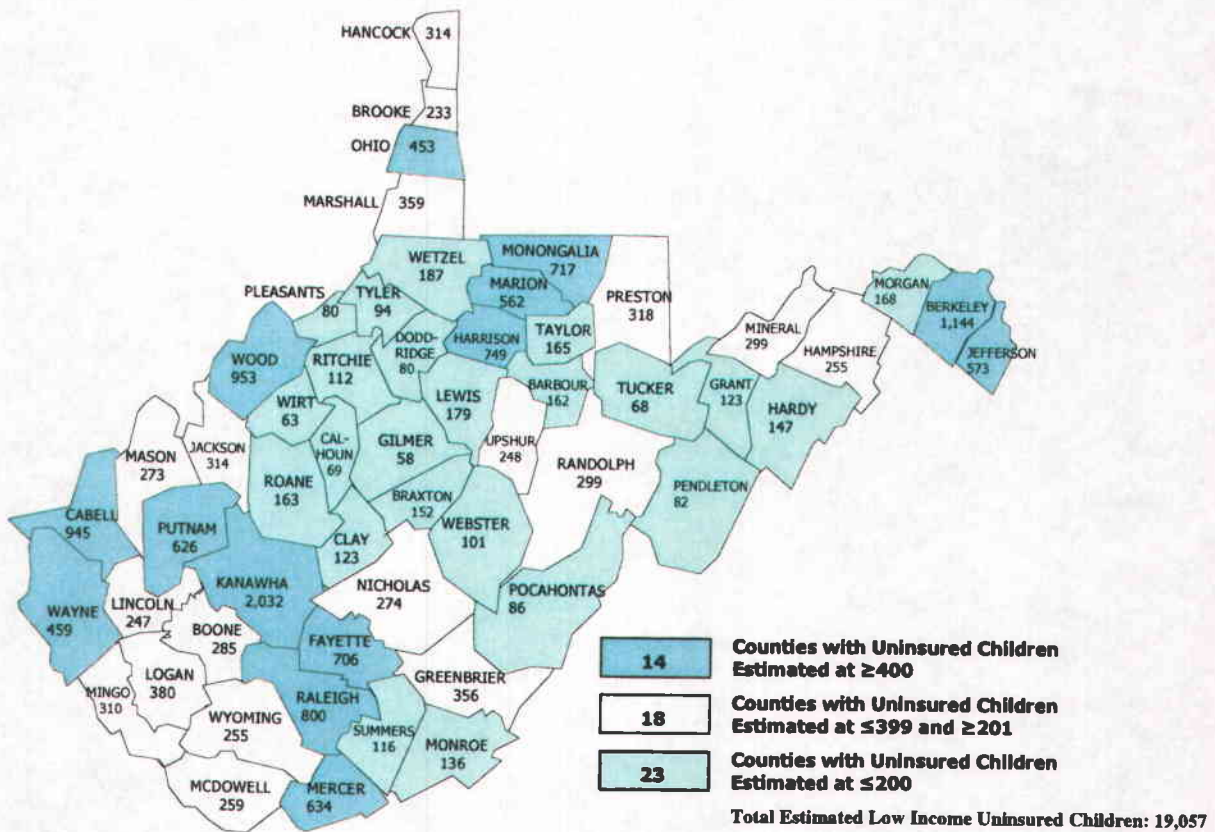 HANCOCK
314
BROOKE
233
OHIO
453
MARSHALL
359
WETZEL
187
MONONGALIA
717
MARION
562
PLEASANTS
80
TYLER
94
PRESTON
318
MORGAN
168
BERKELEY
1,144
JEFFERSON
573
MINERAL
299
HAMPSHIRE
255
WOOD
953
RITCHIE
112
DODD-
RIDGE
80
HARRISON
749
TAYLOR
165
BARBOUR
162
TUCKER
68
GRANT
123
HARDY
147
WIRT
63
LEWIS
179
CAL-
HOUN
69
GILMER
58
UPSHUR
248
RANDOLPH
299
PENDLETON
82
MASON
273
JACKSON
314
ROANE
163
BRAXTON
152
WEBSTER
101
CABELL
945
PUTNAM
626
CLAY
123
KANAWHA
2,032
NICHOLAS
274
POCAHONTAS
86
WAYNE
459
LINCOLN
247
BOONE
285
FAYETTE
706
GREENBRIER
356
MINGO
310
LOGAN
380
RALEIGH
800
WYOMING
255
SUMMERS
116
MONROE
136
MCDOWELL
259
MERCER
634
14
Counties with Uninsured Children
Estimated at ≥400
18
Counties with Uninsured Children
Estimated at ≤399 and ≥201
23
Counties with Uninsured Children
Estimated at ≤200
Total Estimated Low Income Uninsured Children: 19,057